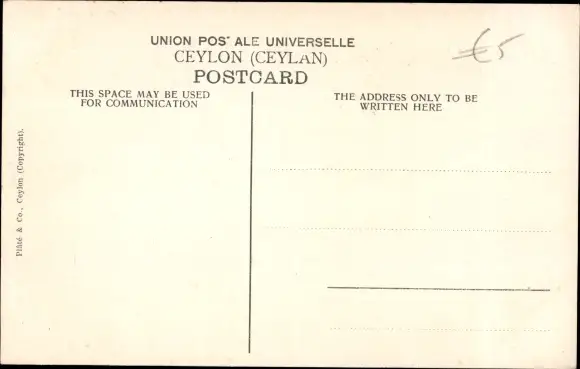 UNION POS ALE UNIVERSELLE
CEYLON (CEYLAN)
POSTCARD
€5
THIS SPACE MAY BE USED
FOR COMMUNICATION
THE ADDRESS ONLY TO BE
WRITTEN HERE
Plâté & Co., Ceylon (Copyright).